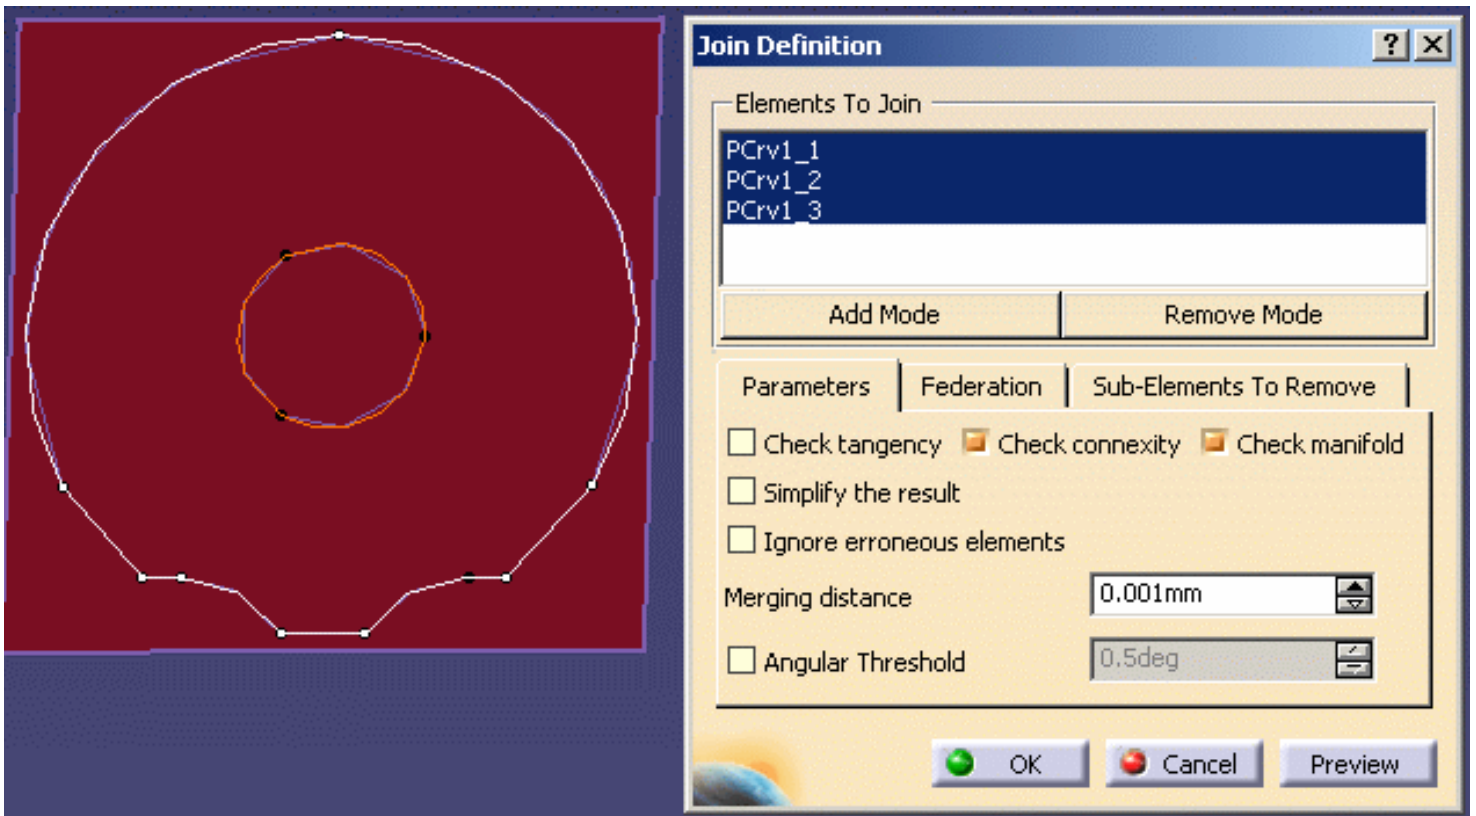 Join Definition
Elements To Join
PCrv1_1
PCrv1_2
PCrv1_3
Add Mode Remove Mode
Parameters Federation Sub-Elements To Remove
Check tangency Check connexity Check manifold
Simplify the result
Ignore erroneous elements
Merging distance 0.001mm
Angular Threshold 0.5deg
OK Cancel Preview